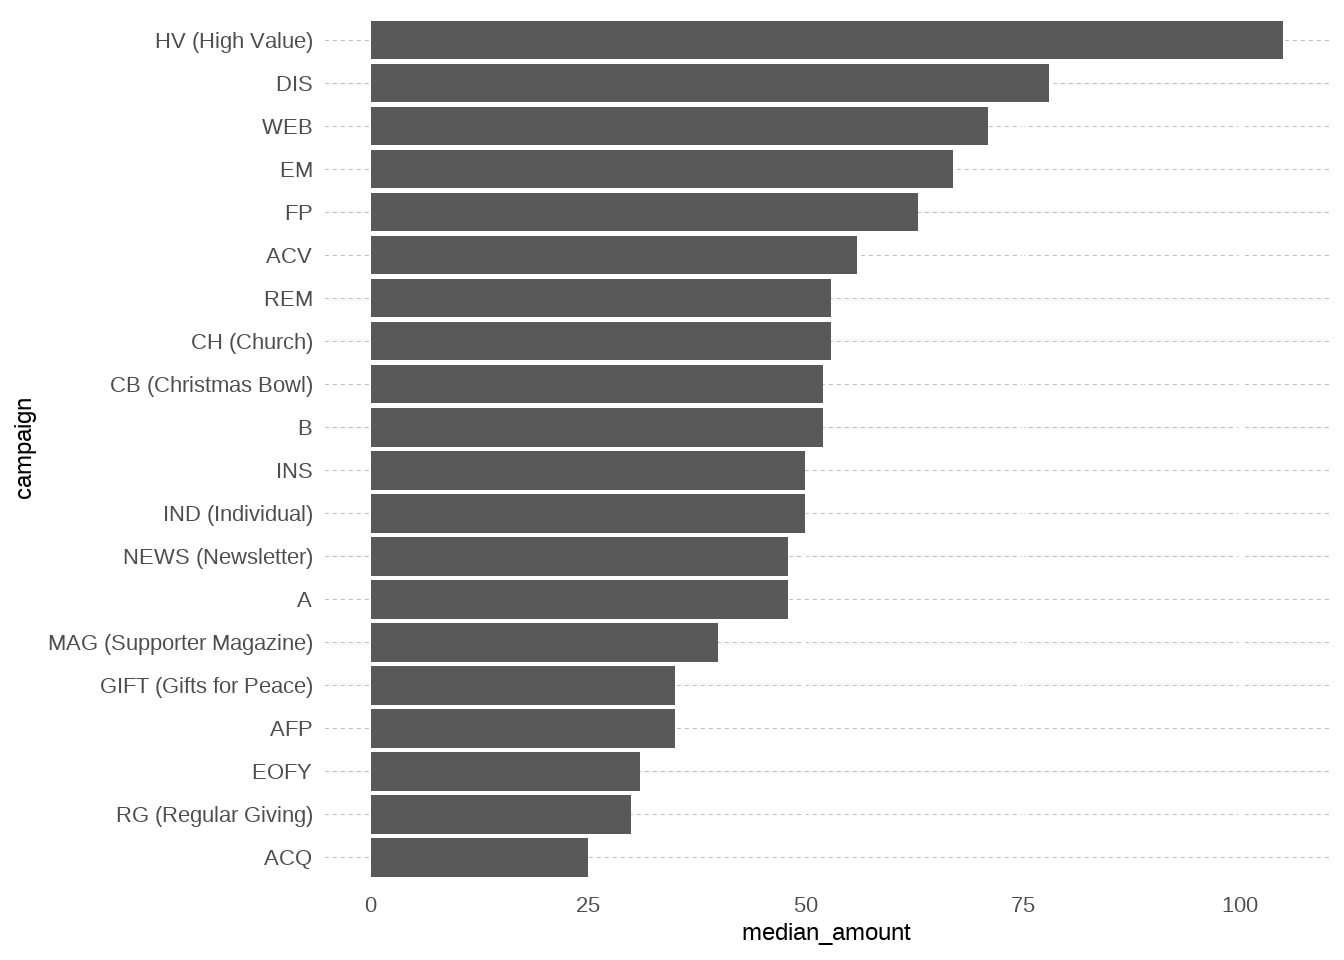 HV (High Value)
DIS
WEB
EM
FP
ACV
REM
CH (Church)
CB (Christmas Bowl)
B
INS
IND (Individual)
NEWS (Newsletter)
A
MAG (Supporter Magazine)
GIFT (Gifts for Peace)
AFP
EOFY
RG (Regular Giving)
ACQ
campaign
0 25 50 75 100
median_amount